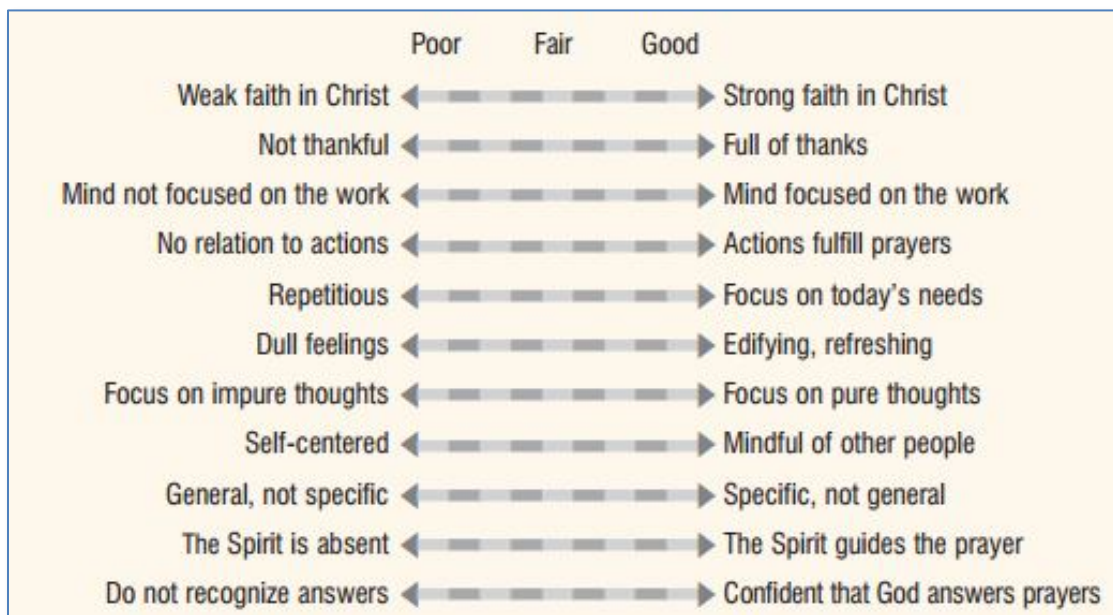 Poor Fair Good
Weak faith in Christ Strong faith in Christ
Not thankful Full of thanks
Mind not focused on the work Mind focused on the work
No relation to actions Actions fulfill prayers
Repetitious Focus on today's needs
Dull feelings Edifying, refreshing
Focus on impure thoughts Focus on pure thoughts
Self-centered Mindful of other people
General, not specific Specific, not general
The Spirit is absent The Spirit guides the prayer
Do not recognize answers Confident that God answers prayers